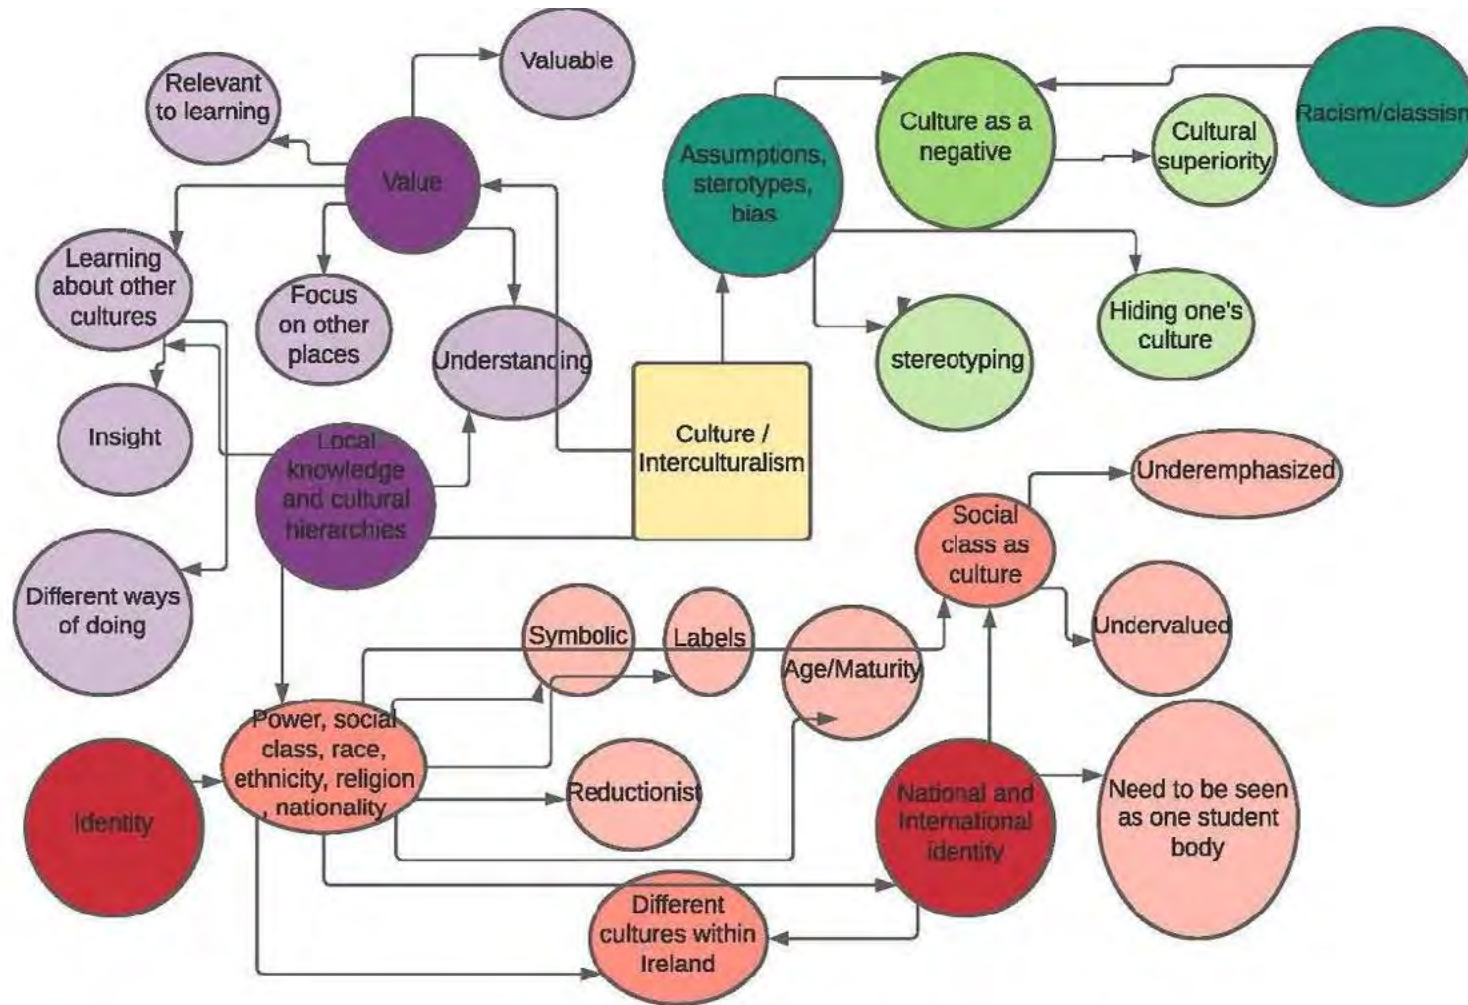 Valuable
Relevant
to learning
Value
Learning
about other
cultures
Focus
on other
places
Understanding
Insight
Local
knowledge
and cultural
hierarchies
Different ways
of doing
Assumptions,
sterotypes,
bias
Culture as a
negative
Cultural
superiority
Racism/classism
Hiding one's
culture
stereotyping
Culture /
Interculturalism
Underemphasized
Social
class as
culture
Undervalued
Symbolic
Labels
Age/Maturity
Power, social
class, race,
ethnicity, religion
, nationality
Identity
Reductionist
National and
International
identity
Need to be seen
as one student
body
Different
cultures within
Ireland